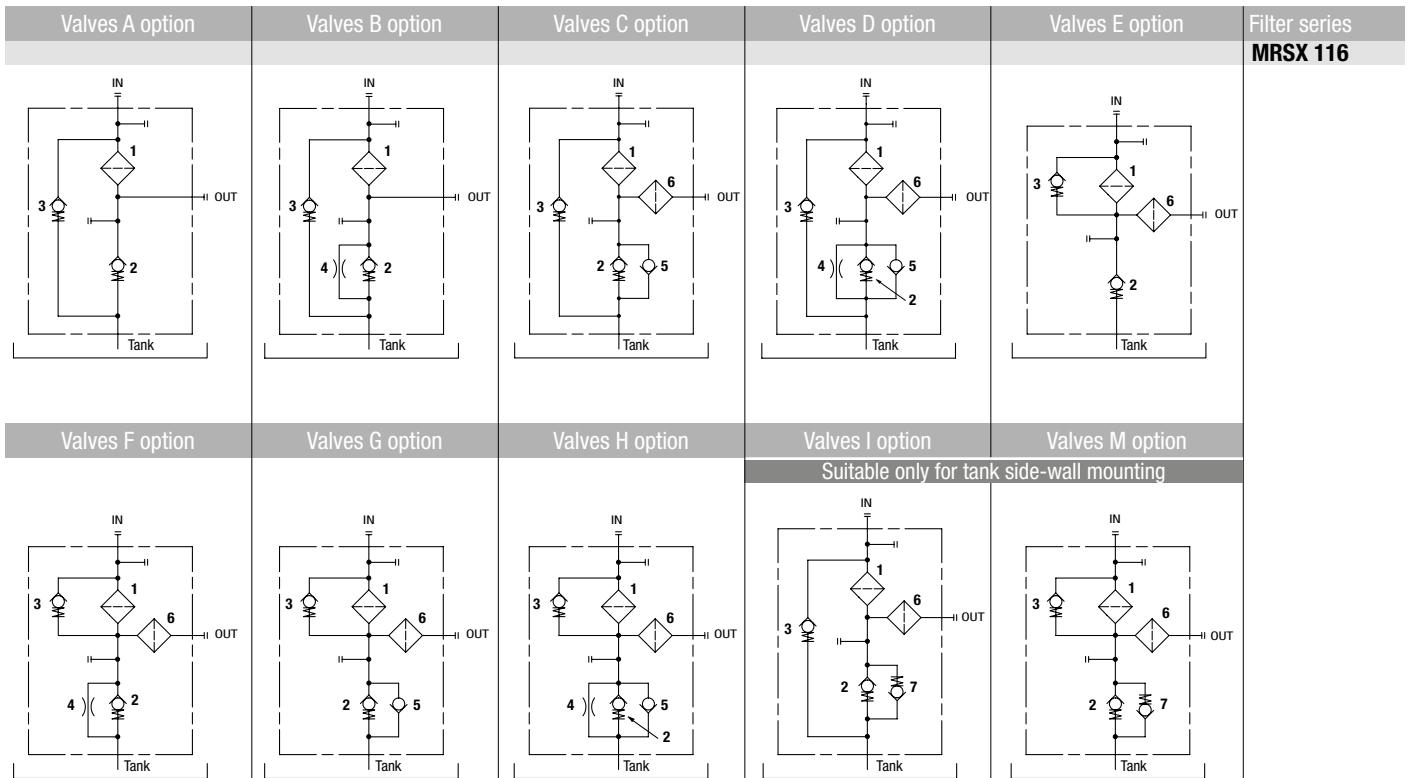 Valves A option
Valves B option
Valves C option
Valves D option
Valves E option
Filter series
MRSX 116
IN
1
3
OUT
2
Tank
IN
1
3
OUT
4
2
Tank
IN
1
6
3
OUT
2
5
Tank
IN
1
6
3
OUT
4
5
2
Tank
IN
1
3
6
OUT
2
Tank
Valves F option
Valves G option
Valves H option
Valves I option
Valves M option
Suitable only for tank side-wall mounting
IN
1
3
6
OUT
4
2
Tank
IN
1
3
6
OUT
2
5
Tank
IN
1
3
6
OUT
4
5
2
Tank
IN
1
6
3
OUT
2
7
Tank
IN
1
3
6
OUT
2
7
Tank